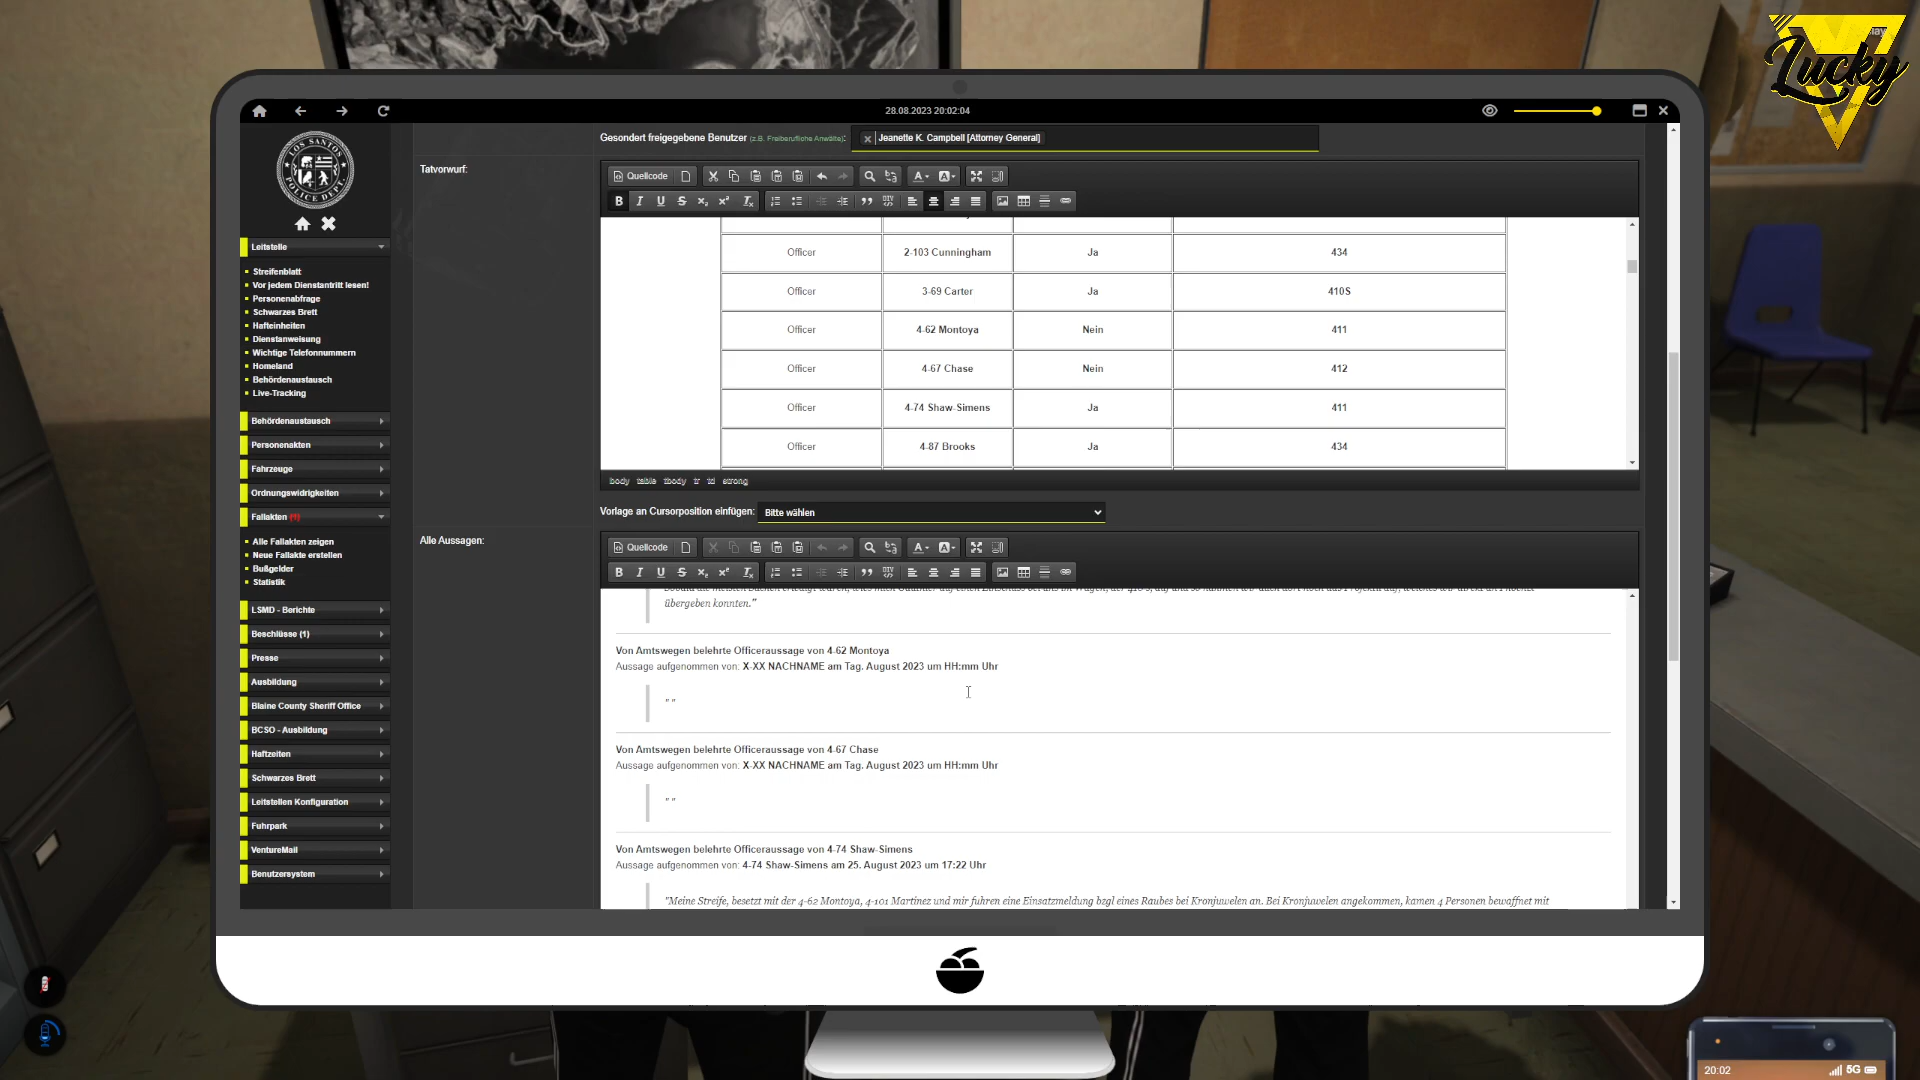 Lucky
28.08.2023 20:02:04
LOS SANTOS
POLICE DEPT.
Leitstelle
Streifenblatt
Vor jedem Dienstantritt lesen!
Personenabfrage
Schwarzes Brett
Hafteinheiten
Dienstanweisung
Wichtige Telefonnummern
Homeland
Behördenaustausch
Live-Tracking
Behördenaustausch
Personenakten
Fahrzeuge
Ordnungswidrigkeiten
Fallakten (1)
Alle Fallakten zeigen
Neue Fallakte erstellen
Bußgelder
Statistik
LSMD - Berichte
Beschlüsse (1)
Presse
Ausbildung
Blaine County Sheriff Office
BCSO - Ausbildung
Haftzeiten
Schwarzes Brett
Leitstellen Konfiguration
Fuhrpark
VentureMail
Benutzersystem
Gesondert freigegebene Benutzer (z.B. Freiberufliche Anwälte): Jeanette K. Campbell [Attorney General]
Tatvorwurf:
Quellcode
Officer 2-103 Cunningham Ja 434
Officer 3-69 Carter Ja 410S
Officer 4-62 Montoya Nein 411
Officer 4-67 Chase Nein 412
Officer 4-74 Shaw-Simens Ja 411
Officer 4-87 Brooks Ja 434
body table tbody tr td strong
Vorlage an Cursorposition einfügen: Bitte wählen
Alle Aussagen:
Quellcode
übergeben konnten."
Von Amtswegen belehrte Officeraussage von 4-62 Montoya
Aussage aufgenommen von: X-XX NACHNAME am Tag. August 2023 um HH:mm Uhr
" "
Von Amtswegen belehrte Officeraussage von 4-67 Chase
Aussage aufgenommen von: X-XX NACHNAME am Tag. August 2023 um HH:mm Uhr
" "
Von Amtswegen belehrte Officeraussage von 4-74 Shaw-Simens
Aussage aufgenommen von: 4-74 Shaw-Simens am 25. August 2023 um 17:22 Uhr
"Meine Streife, besetzt mit der 4-62 Montoya, 4-101 Martinez und mir fuhren eine Einsatzmeldung bzgl eines Raubes bei Kronjuwelen an. Bei Kronjuwelen angekommen, kamen 4 Personen bewaffnet mit
20:02 5G